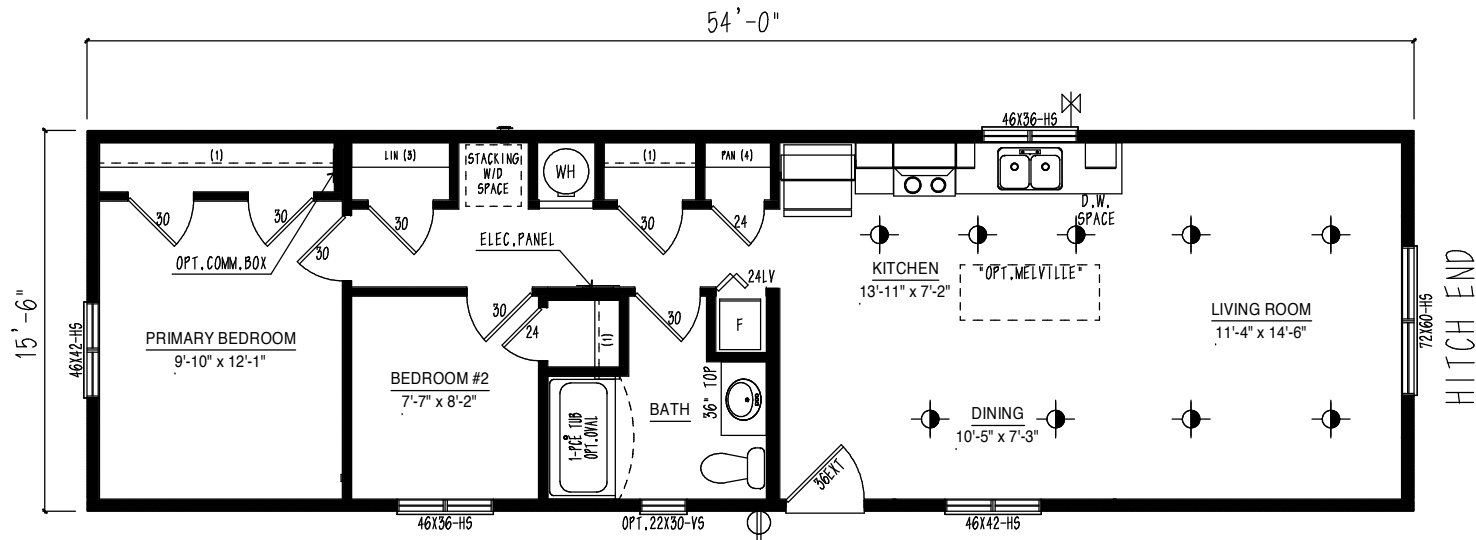 54'-0"
46X36-HS
(1)
LIN (3)
STACKING
W/D
SPACE
WH
(1)
PAN (4)
D.W.
SPACE
30
30
30
30
30
24
OPT.COMM.BOX
ELEC.PANEL
24LV
KITCHEN
13'-11" x 7'-2"
"OPT.MELVILLE"
15'-6"
46X42-HS
PRIMARY BEDROOM
9'-10" x 12'-1"
30
24
(1)
30
F
LIVING ROOM
11'-4" x 14'-6"
72X60-HS
HITCH END
BEDROOM #2
7'-7" x 8'-2"
1-PCE TUB
OPT.OVAL
BATH
36" TOP
DINING
10'-5" x 7'-3"
36EXT
46X36-HS
OPT.22X30-VS
46X42-HS